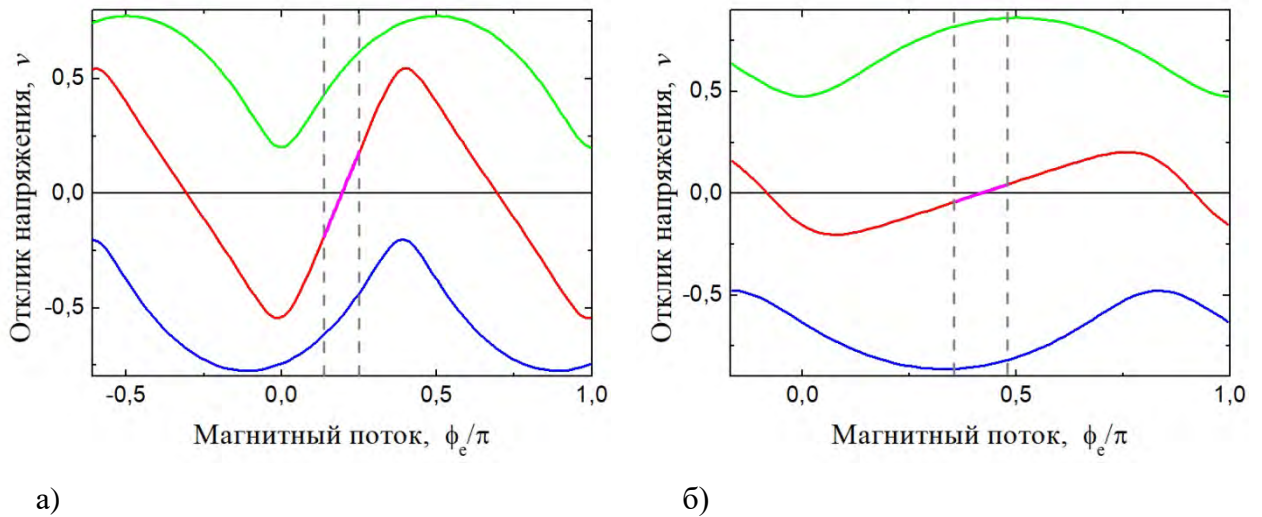 Отклик напряжения, v
0,5
0,0
-0,5
-0,5
0,0
0,5
1,0
Магнитный поток, ϕe/π
а)
Отклик напряжения, v
0,5
0,0
-0,5
0,0
0,5
1,0
Магнитный поток, ϕe/π
б)